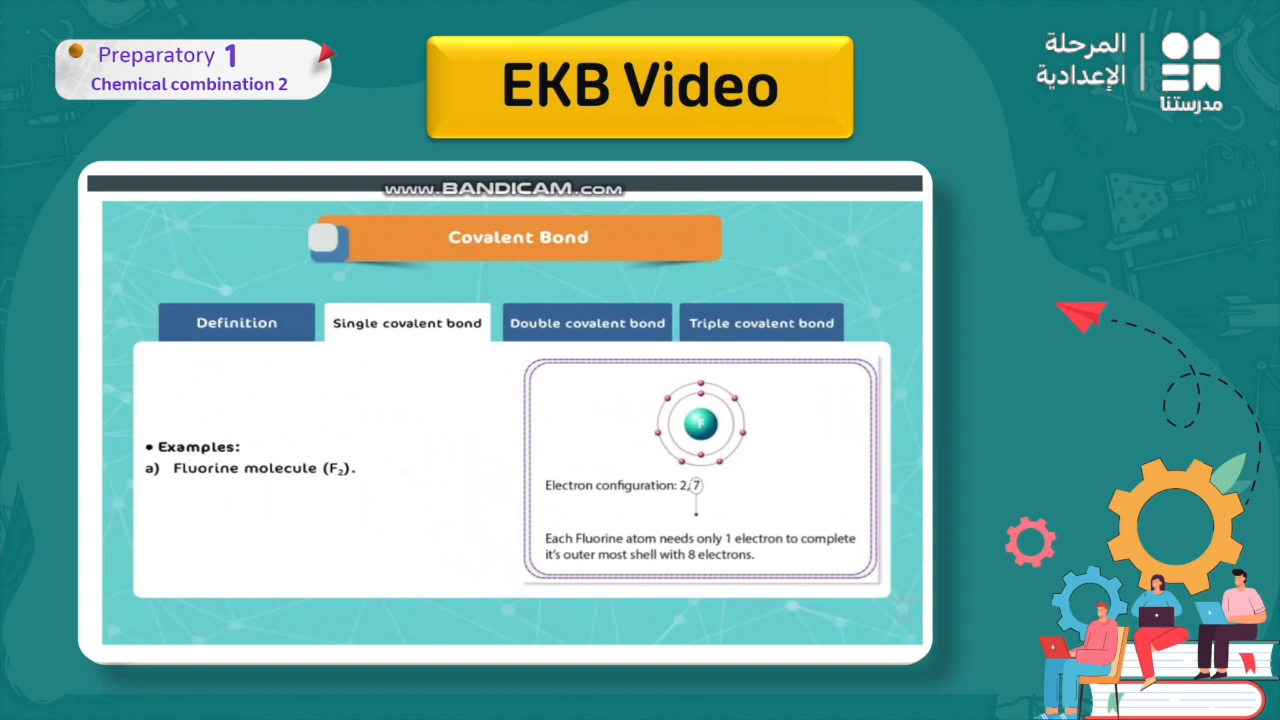 Preparatory 1
Chemical combination 2
EKB Video
المرحلة
الإعدادية
مدرستنا
www.BANDICAM.com
Covalent Bond
Definition
Single covalent bond
Double covalent bond
Triple covalent bond
• Examples:
a) Fluorine molecule (F₂).
F
Electron configuration: 2, 7
Each Fluorine atom needs only 1 electron to complete
it's outer most shell with 8 electrons.